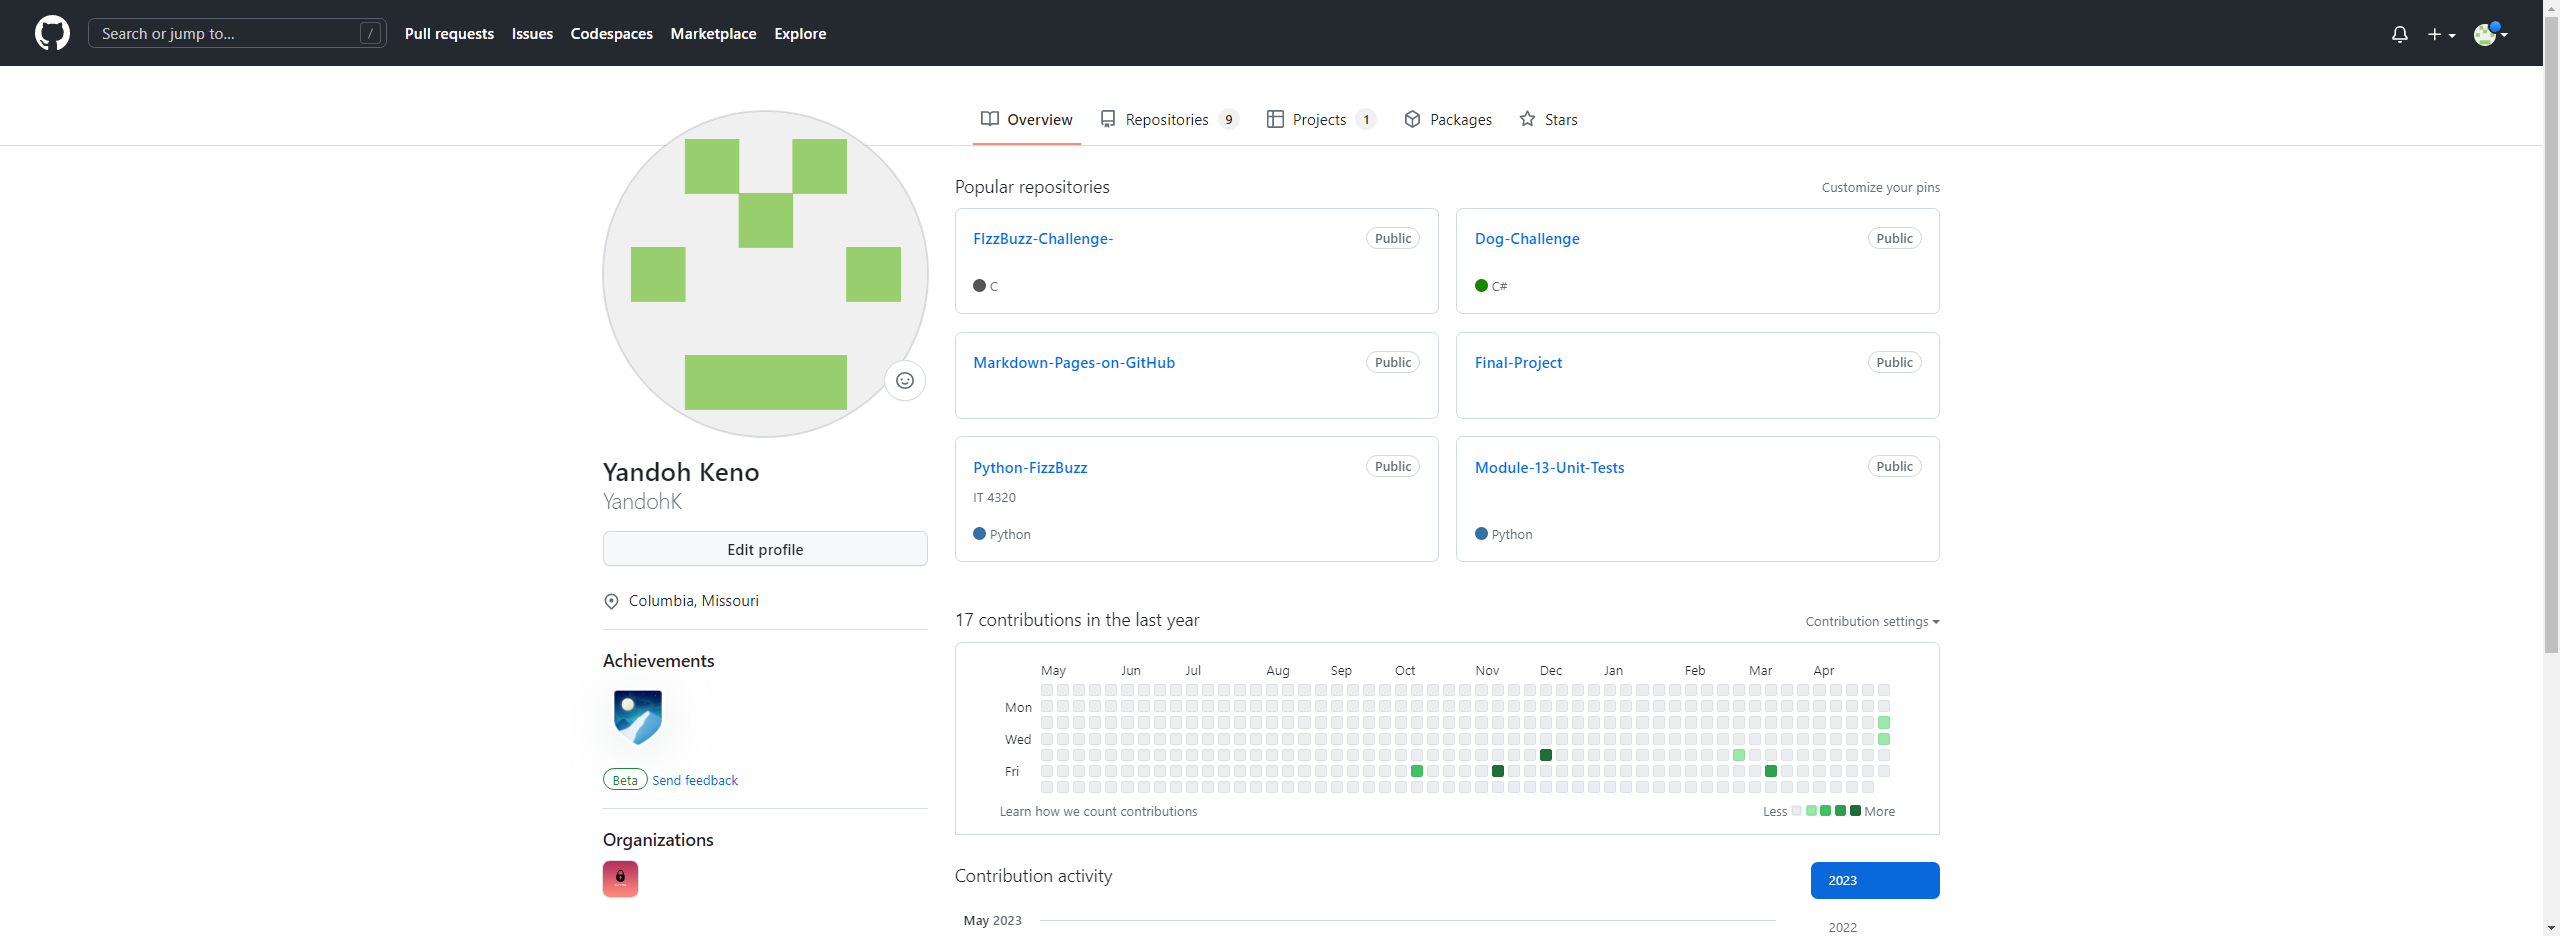 Search or jump to... / Pull requests Issues Codespaces Marketplace Explore
Overview Repositories 9 Projects 1 Packages Stars
Popular repositories Customize your pins
FIzzBuzz-Challenge- Public
C
Dog-Challenge Public
C#
Markdown-Pages-on-GitHub Public
Final-Project Public
Python-FizzBuzz Public
IT 4320
Python
Module-13-Unit-Tests Public
Python
Yandoh Keno
YandohK
Edit profile
Columbia, Missouri
Achievements
Beta Send feedback
Organizations
17 contributions in the last year Contribution settings
May Jun Jul Aug Sep Oct Nov Dec Jan Feb Mar Apr
Mon
Wed
Fri
Learn how we count contributions Less More
Contribution activity
2023
May 2023
2022